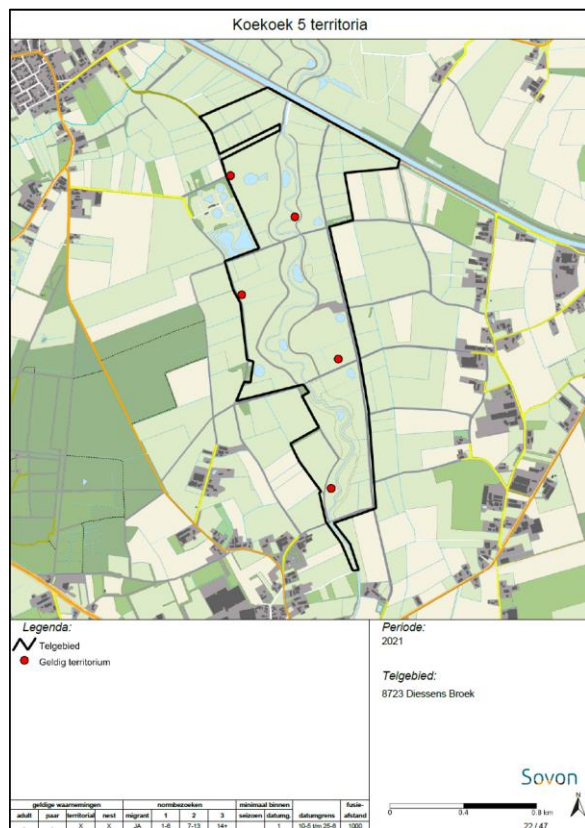 Koekoek 5 territoria
Legenda:
Telgebied
Geldig territorium
Periode:
2021
Telgebied:
8723 Diessens Broek
Sovon
0 0.4 0.8 km
N
22 / 47
geldige waarnemingen normbezoeken minimaal binnen fusie-
adult paar territoriaal nest migrant 1 2 3 seizoen datumg. datumgrens afstand
. . X X JA 1-6 7-13 14+ . 1 10-5 t/m 25-6 1000